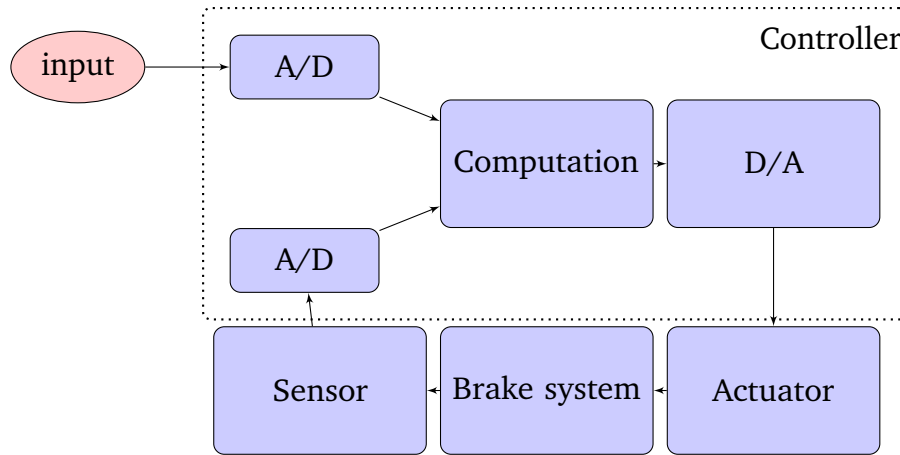 Controller
input
A/D
Computation
D/A
A/D
Sensor
Brake system
Actuator